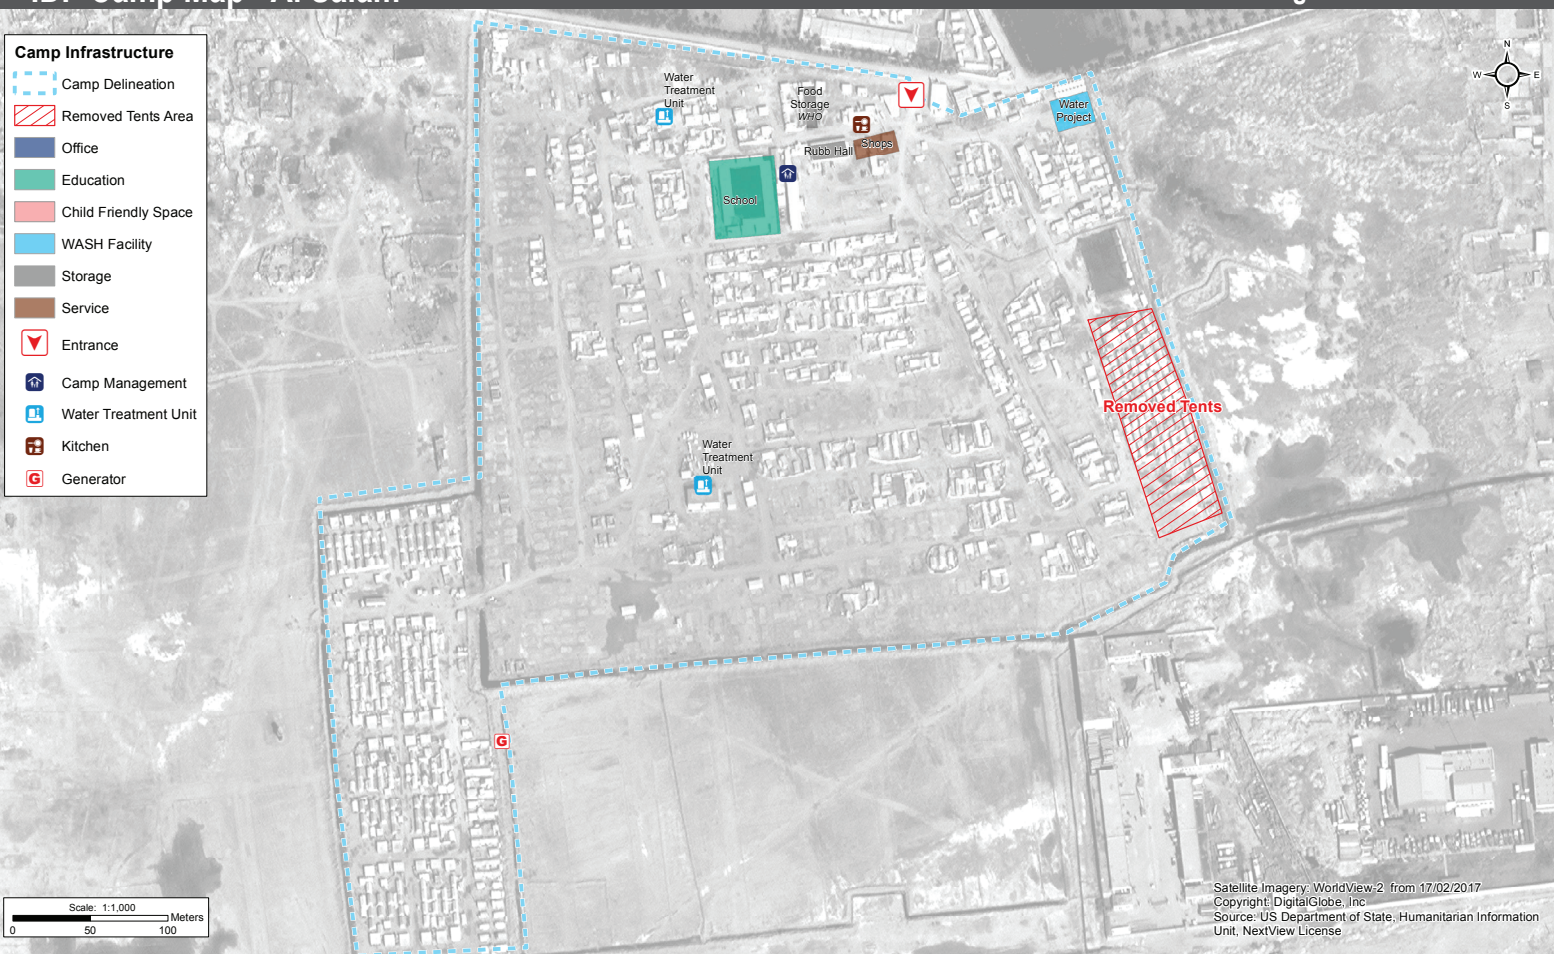 Camp Infrastructure
Camp Delineation
Removed Tents Area
Office
Education
Child Friendly Space
WASH Facility
Storage
Service
Entrance
Camp Management
Water Treatment Unit
Kitchen
G Generator
Water
Treatment
Unit
Food
Storage
WHO
Rubb Hall
Shops
School
Water
Project
N
W E
S
Removed Tents
Water
Treatment
Unit
G
Scale: 1:1,000
Meters
0 50 100
Satellite Imagery: WorldView-2 from 17/02/2017
Copyright: DigitalGlobe, Inc
Source: US Department of State, Humanitarian Information
Unit, NextView License